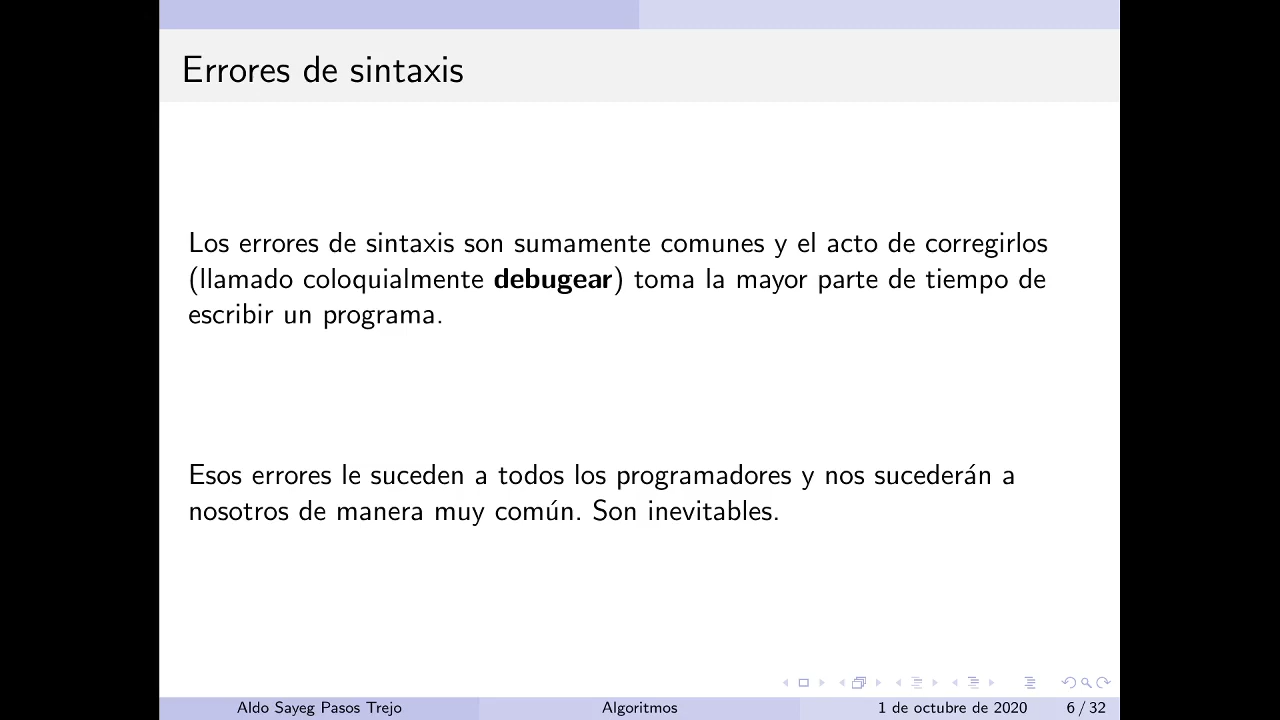 Errores de sintaxis
Los errores de sintaxis son sumamente comunes y el acto de corregirlos
(llamado coloquialmente debugear) toma la mayor parte de tiempo de
escribir un programa.
Esos errores le suceden a todos los programadores y nos sucederán a
nosotros de manera muy común. Son inevitables.
Aldo Sayeg Pasos Trejo
Algoritmos
1 de octubre de 2020
6 / 32